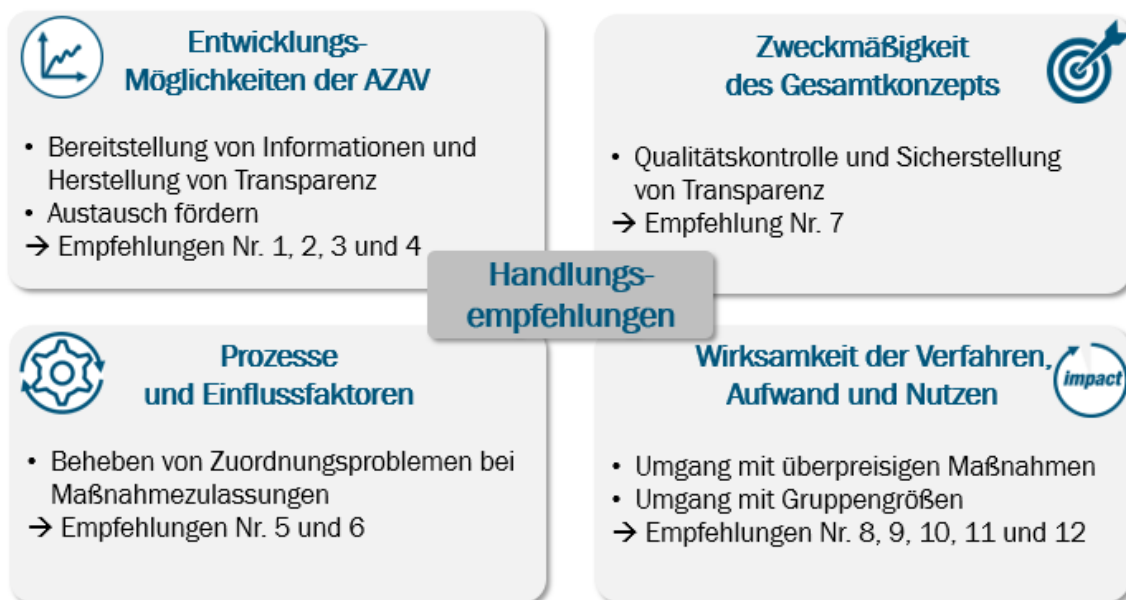 Entwicklungs-
Möglichkeiten der AZAV
• Bereitstellung von Informationen und
Herstellung von Transparenz
• Austausch fördern
→ Empfehlungen Nr. 1, 2, 3 und 4
Zweckmäßigkeit
des Gesamtkonzepts
• Qualitätskontrolle und Sicherstellung
von Transparenz
→ Empfehlung Nr. 7
Handlungs-
empfehlungen
Prozesse
und Einflussfaktoren
• Beheben von Zuordnungsproblemen bei
Maßnahmezulassungen
→ Empfehlungen Nr. 5 und 6
Wirksamkeit der Verfahren,
Aufwand und Nutzen
impact
• Umgang mit überpreisigen Maßnahmen
• Umgang mit Gruppengrößen
→ Empfehlungen Nr. 8, 9, 10, 11 und 12